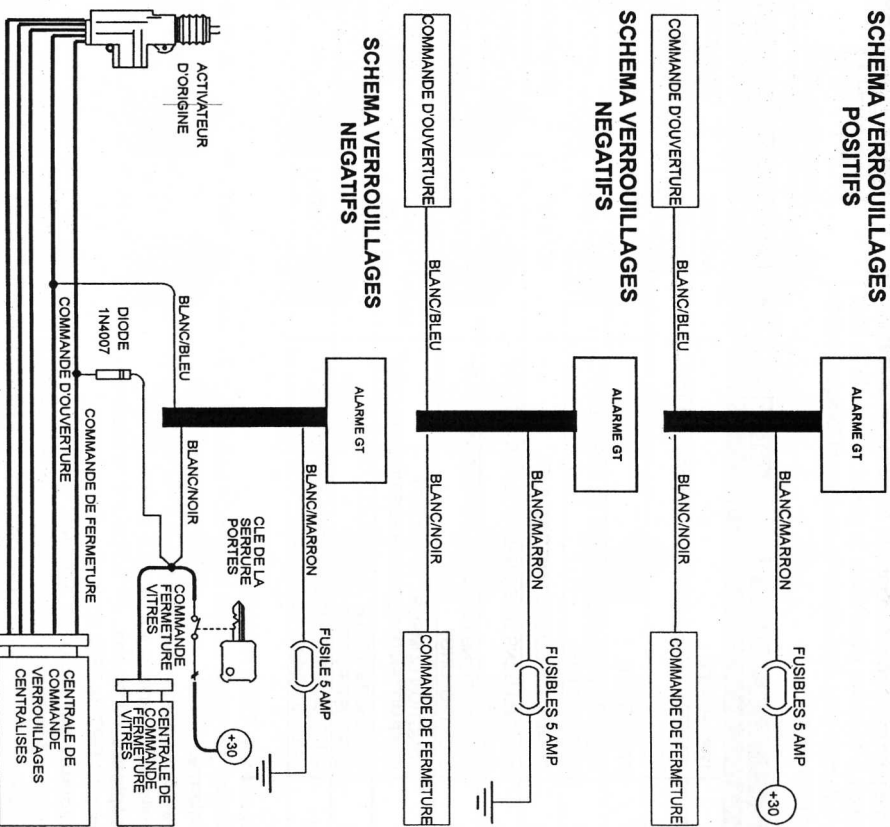 SCHEMA VERROUILLAGES
POSITIFS
ALARME GT
COMMANDE D'OUVERTURE
BLANC/BLEU
BLANC/MARRON
FUSIBLES 5 AMP
+30
BLANC/NOIR
COMMANDE DE FERMETURE
SCHEMA VERROUILLAGES
NEGATIFS
ALARME GT
COMMANDE D'OUVERTURE
BLANC/BLEU
BLANC/MARRON
FUSIBLES 5 AMP
BLANC/NOIR
COMMANDE DE FERMETURE
SCHEMA VERROUILLAGES
NEGATIFS
ALARME GT
BLANC/MARRON
FUSILE 5 AMP
ACTIVATEUR
D'ORIGINE
BLANC/BLEU
BLANC/NOIR
CLE DE LA
SERRURE
PORTES
+30
COMMANDE
FERMETURE
VITRES
CENTRALE DE
COMMANDE
FERMETURE
VITRES
DIODE
1N4007
COMMANDE D'OUVERTURE
COMMANDE DE FERMETURE
CENTRALE DE
COMMANDE
VERROUILLAGES
CENTRALISES